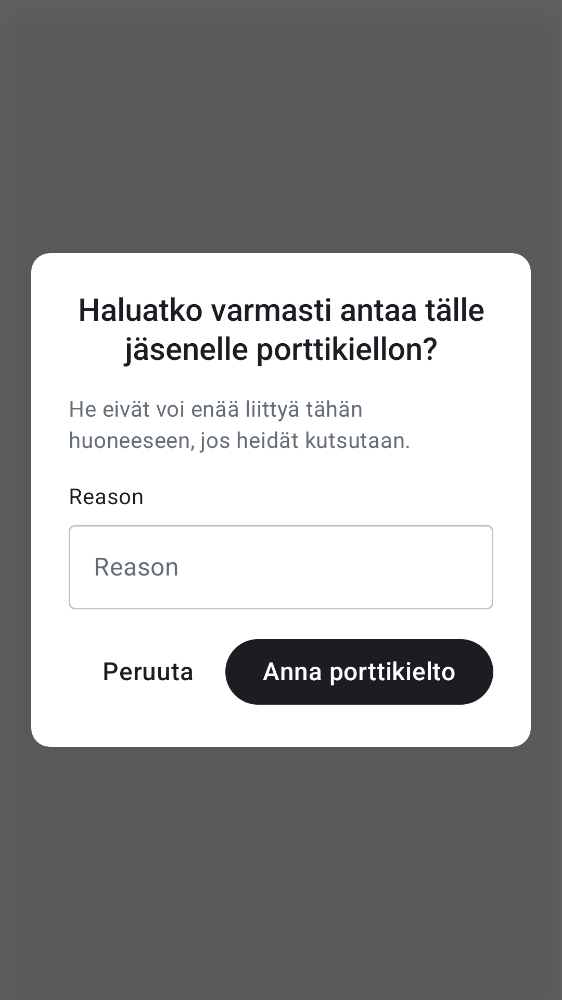 Haluatko varmasti antaa tälle
jäsenelle porttikiellon?
He eivät voi enää liittyä tähän
huoneeseen, jos heidät kutsutaan.
Reason
Reason
Peruuta
Anna porttikielto